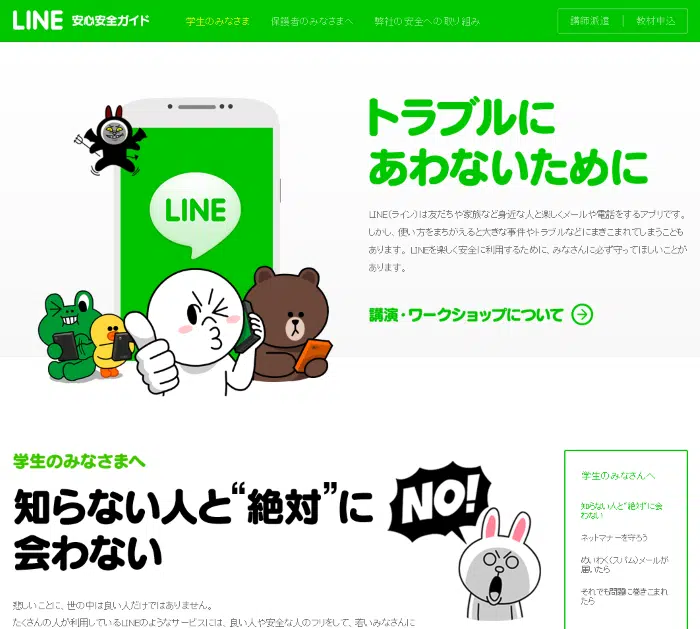 LINE 安心安全ガイド 学生のみなさま 保護者のみなさまへ 弊社の安全への取り組み 講師派遣 | 教材申込
LINE
トラブルに
あわないために
LINE(ライン)は友だちや家族など身近な人と楽しくメールや電話をするアプリです。
しかし、使い方をまちがえると大きな事件やトラブルなどにまきこまれてしまうことも
あります。LINEを楽しく安全に利用するために、みなさんに必ず守ってほしいことが
あります。
講演・ワークショップについて
学生のみなさまへ
知らない人と“絶対”に
会わない
NO!
悲しいことに、世の中は良い人だけではありません。
たくさんの人が利用しているLINEのようなサービスには、良い人や安全な人のフリをして、若いみなさんに
学生のみなさんへ
知らない人と“絶対”に会
わない
ネットマナーを守ろう
めいわく(スパム)メールが
届いたら
それでも問題に巻きこまれ
たら